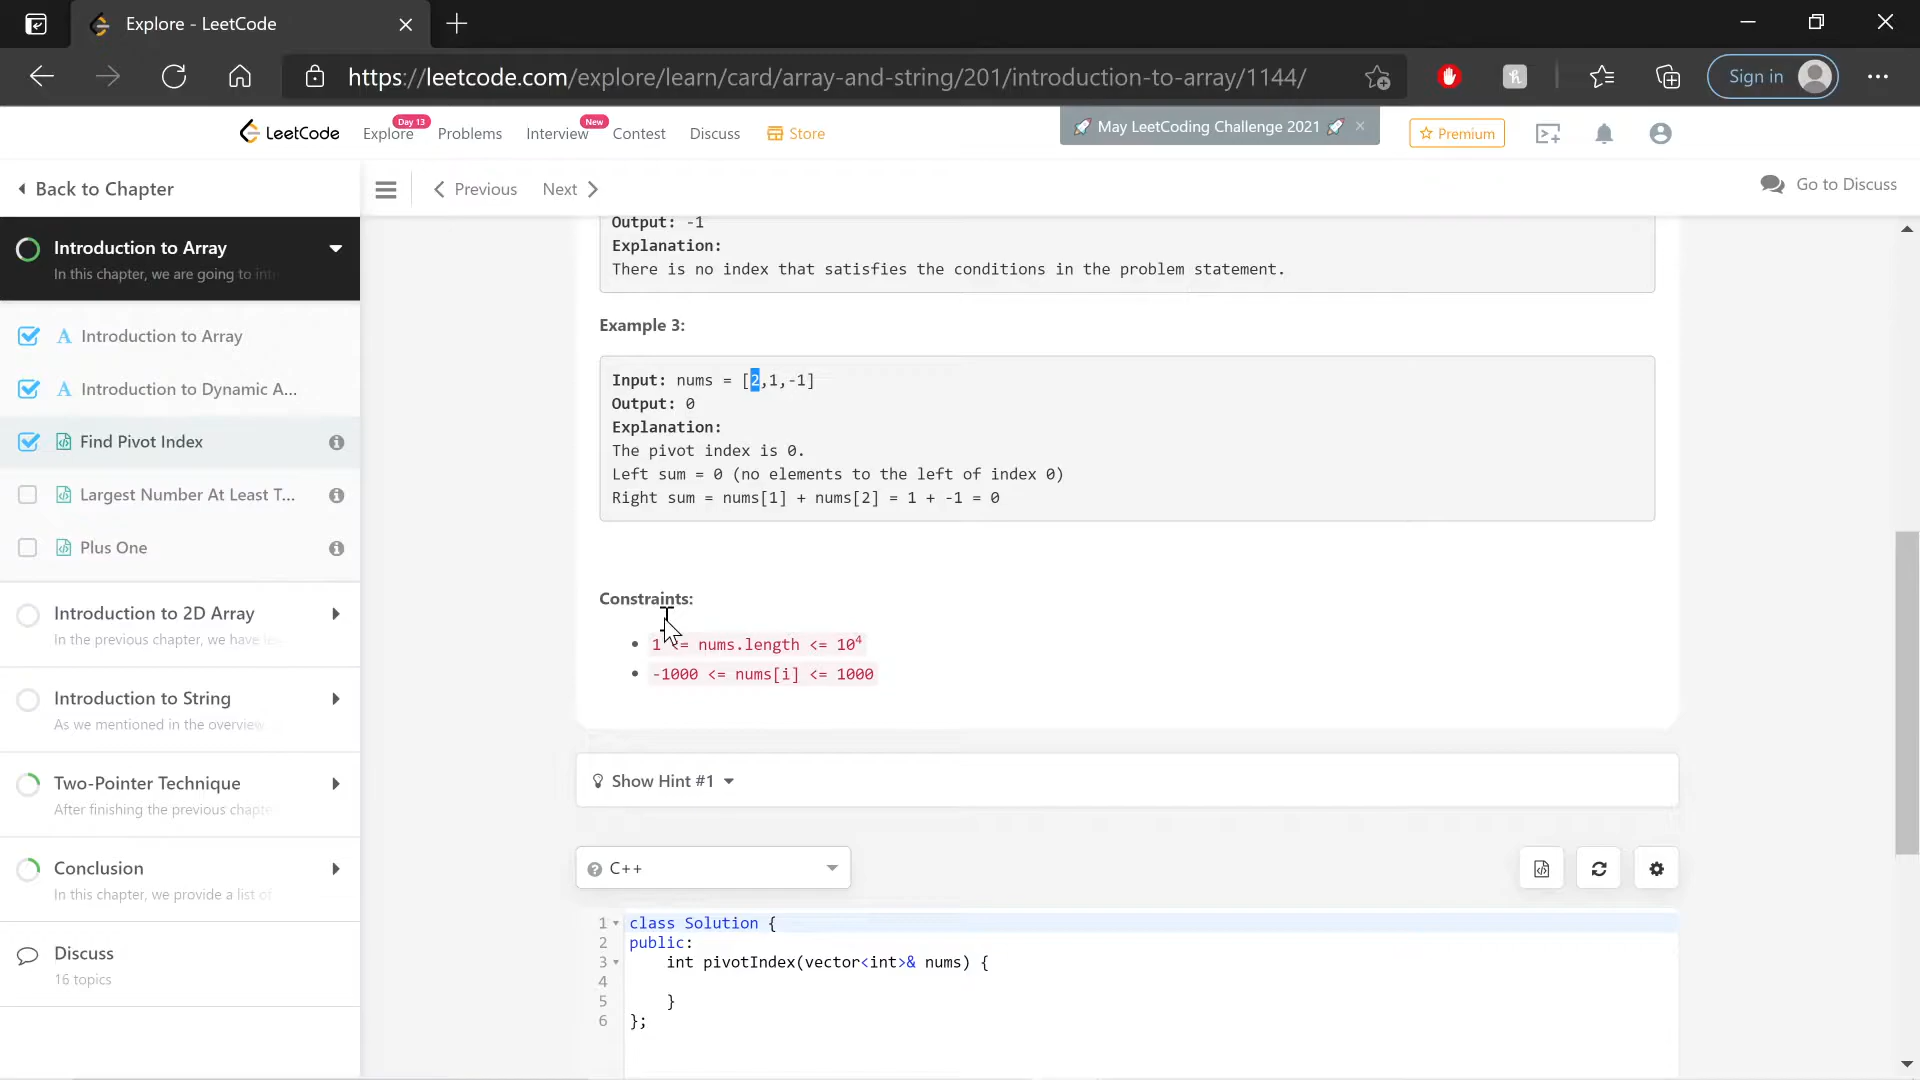 Explore - LeetCode
https://leetcode.com/explore/learn/card/array-and-string/201/introduction-to-array/1144/
Sign in
LeetCode
Explore
Day 13
Problems
Interview
New
Contest
Discuss
Store
May LeetCoding Challenge 2021
Premium
Back to Chapter
Previous
Next
Go to Discuss
Introduction to Array
In this chapter, we are going to
Introduction to Array
Introduction to Dynamic A...
Find Pivot Index
Largest Number At Least T...
Plus One
Introduction to 2D Array
In the previous chapter, we have
Introduction to String
As we mentioned in the overview
Two-Pointer Technique
After finishing the previous
Conclusion
In this chapter, we provide a list of
Discuss
16 topics
Output: -1
Explanation:
There is no index that satisfies the conditions in the problem statement.
Example 3:
Input: nums = [2,1,-1]
Output: 0
Explanation:
The pivot index is 0.
Left sum = 0 (no elements to the left of index 0)
Right sum = nums[1] + nums[2] = 1 + -1 = 0
Constraints:
1 <= nums.length <= 10⁴
-1000 <= nums[i] <= 1000
Show Hint #1
C++
1 class Solution {
2 public:
3 int pivotIndex(vector<int>& nums) {
4
5 }
6 };